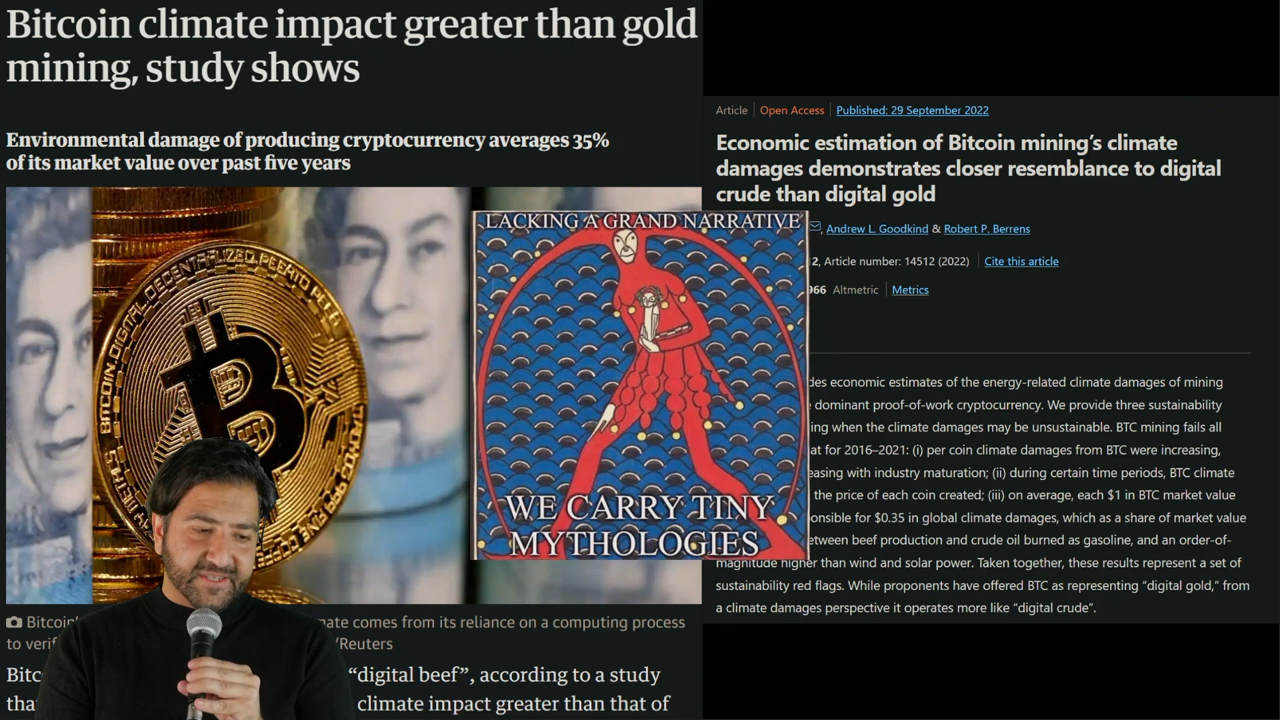 Bitcoin climate impact greater than gold
mining, study shows
Environmental damage of producing cryptocurrency averages 35%
of its market value over past five years
BITCOIN DIGITAL DECENTRALIZED PEER TO PEER
LACKING A GRAND NARRATIVE
WE CARRY TINY
MYTHOLOGIES
Bitcoin'
nate comes from its reliance on a computing process
to verif
/Reuters
Bitc
“digital beef”, according to a study
tha
climate impact greater than that of
Article
Open Access
Published: 29 September 2022
Economic estimation of Bitcoin mining’s climate
damages demonstrates closer resemblance to digital
crude than digital gold
, Andrew L. Goodkind & Robert P. Berrens
2, Article number: 14512 (2022)
Cite this article
966 Altmetric
Metrics
des economic estimates of the energy-related climate damages of mining
dominant proof-of-work cryptocurrency. We provide three sustainability
ing when the climate damages may be unsustainable. BTC mining fails all
at for 2016–2021: (i) per coin climate damages from BTC were increasing,
easing with industry maturation; (ii) during certain time periods, BTC climate
the price of each coin created; (iii) on average, each $1 in BTC market value
onsible for $0.35 in global climate damages, which as a share of market value
etween beef production and crude oil burned as gasoline, and an order-of-
magnitude higher than wind and solar power. Taken together, these results represent a set of
sustainability red flags. While proponents have offered BTC as representing “digital gold,” from
a climate damages perspective it operates more like “digital crude”.